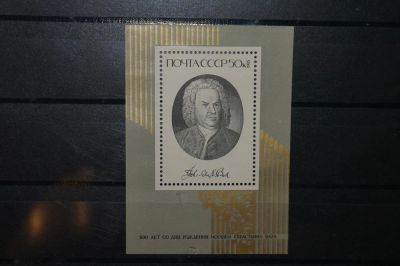 ПОЧТА СССР 50к
300 ЛЕТ СО ДНЯ РОЖДЕНИЯ ИОГАННА СЕБАСТЬЯНА БАХА